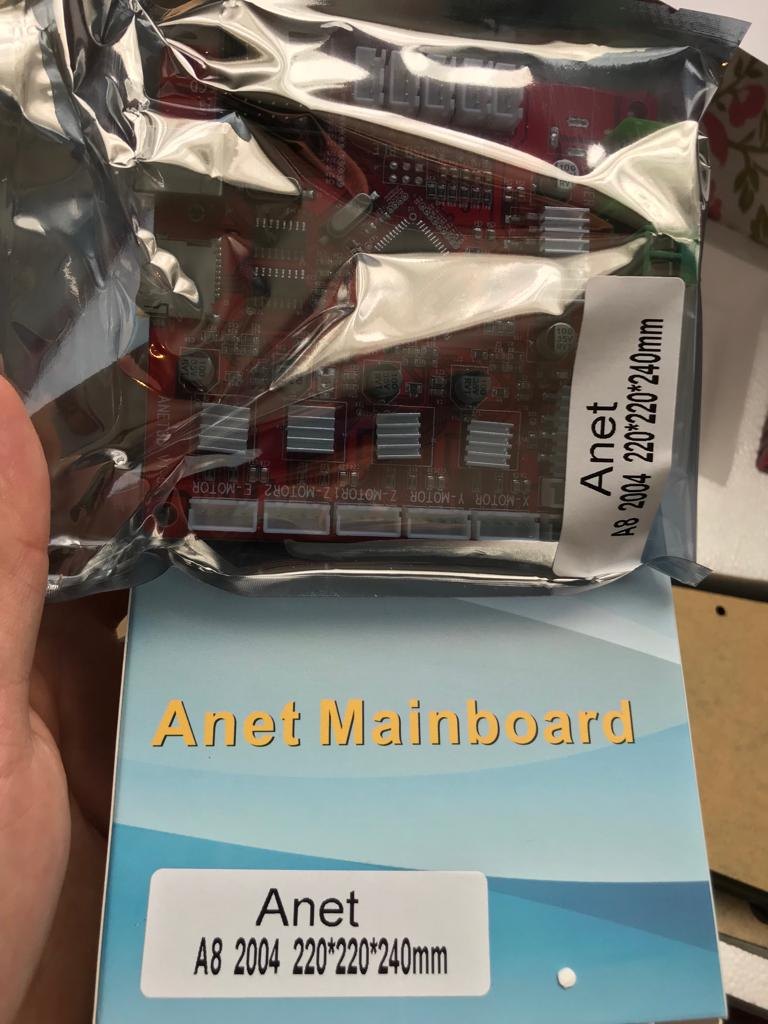 Anet
A8 2004 220*220*240mm
E-MOTOR
Z-MOTOR2
Z-MOTOR1
Y-MOTOR
X-MOTOR
Anet Mainboard
Anet
A8 2004 220*220*240mm